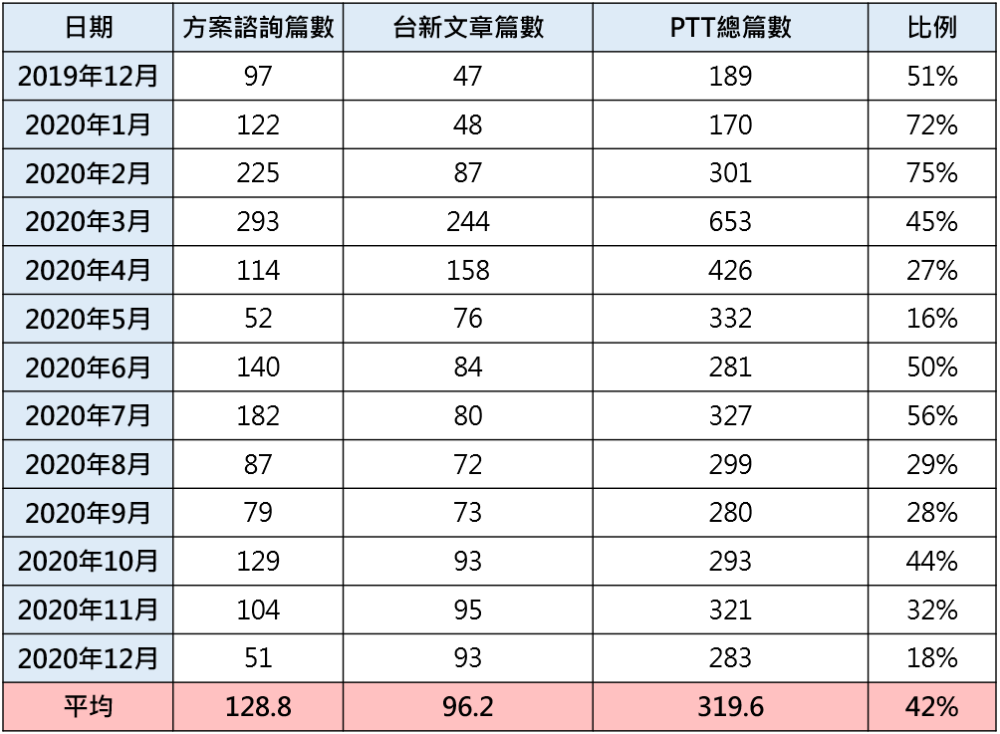 日期 方案諮詢篇數 台新文章篇數 PTT總篇數 比例
2019年12月 97 47 189 51%
2020年1月 122 48 170 72%
2020年2月 225 87 301 75%
2020年3月 293 244 653 45%
2020年4月 114 158 426 27%
2020年5月 52 76 332 16%
2020年6月 140 84 281 50%
2020年7月 182 80 327 56%
2020年8月 87 72 299 29%
2020年9月 79 73 280 28%
2020年10月 129 93 293 44%
2020年11月 104 95 321 32%
2020年12月 51 93 283 18%
平均 128.8 96.2 319.6 42%